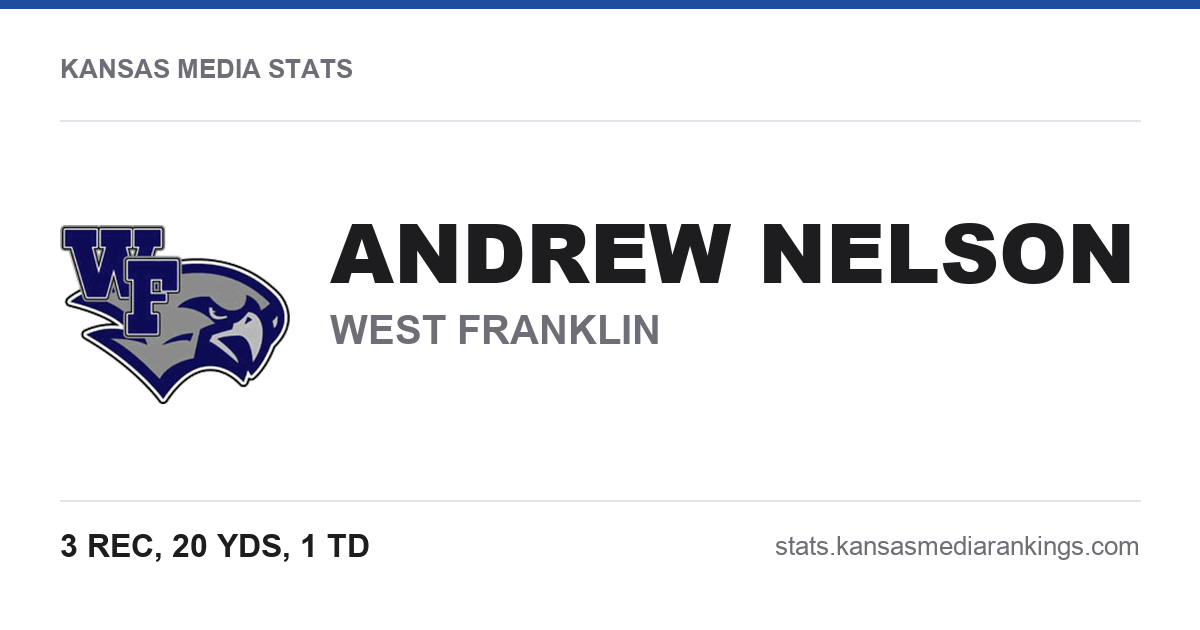 KANSAS MEDIA STATS
WF
ANDREW NELSON
WEST FRANKLIN
3 REC, 20 YDS, 1 TD
stats.kansasmediarankings.com